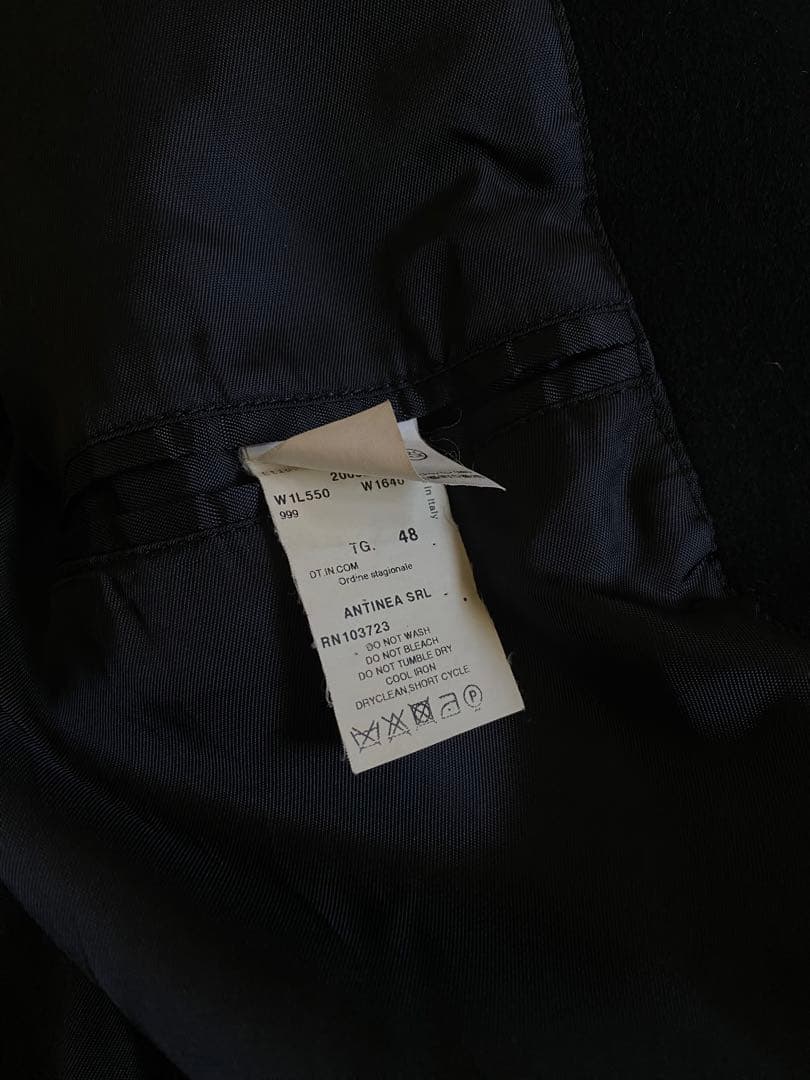 W1L550 W1640
999
in Italy
TG. 48
DT.IN.COM
Ordine stagionale
ANTINEA SRL
RN103723
DO NOT WASH
DO NOT BLEACH
DO NOT TUMBLE DRY
COOL IRON
DRYCLEAN,SHORT CYCLE
P